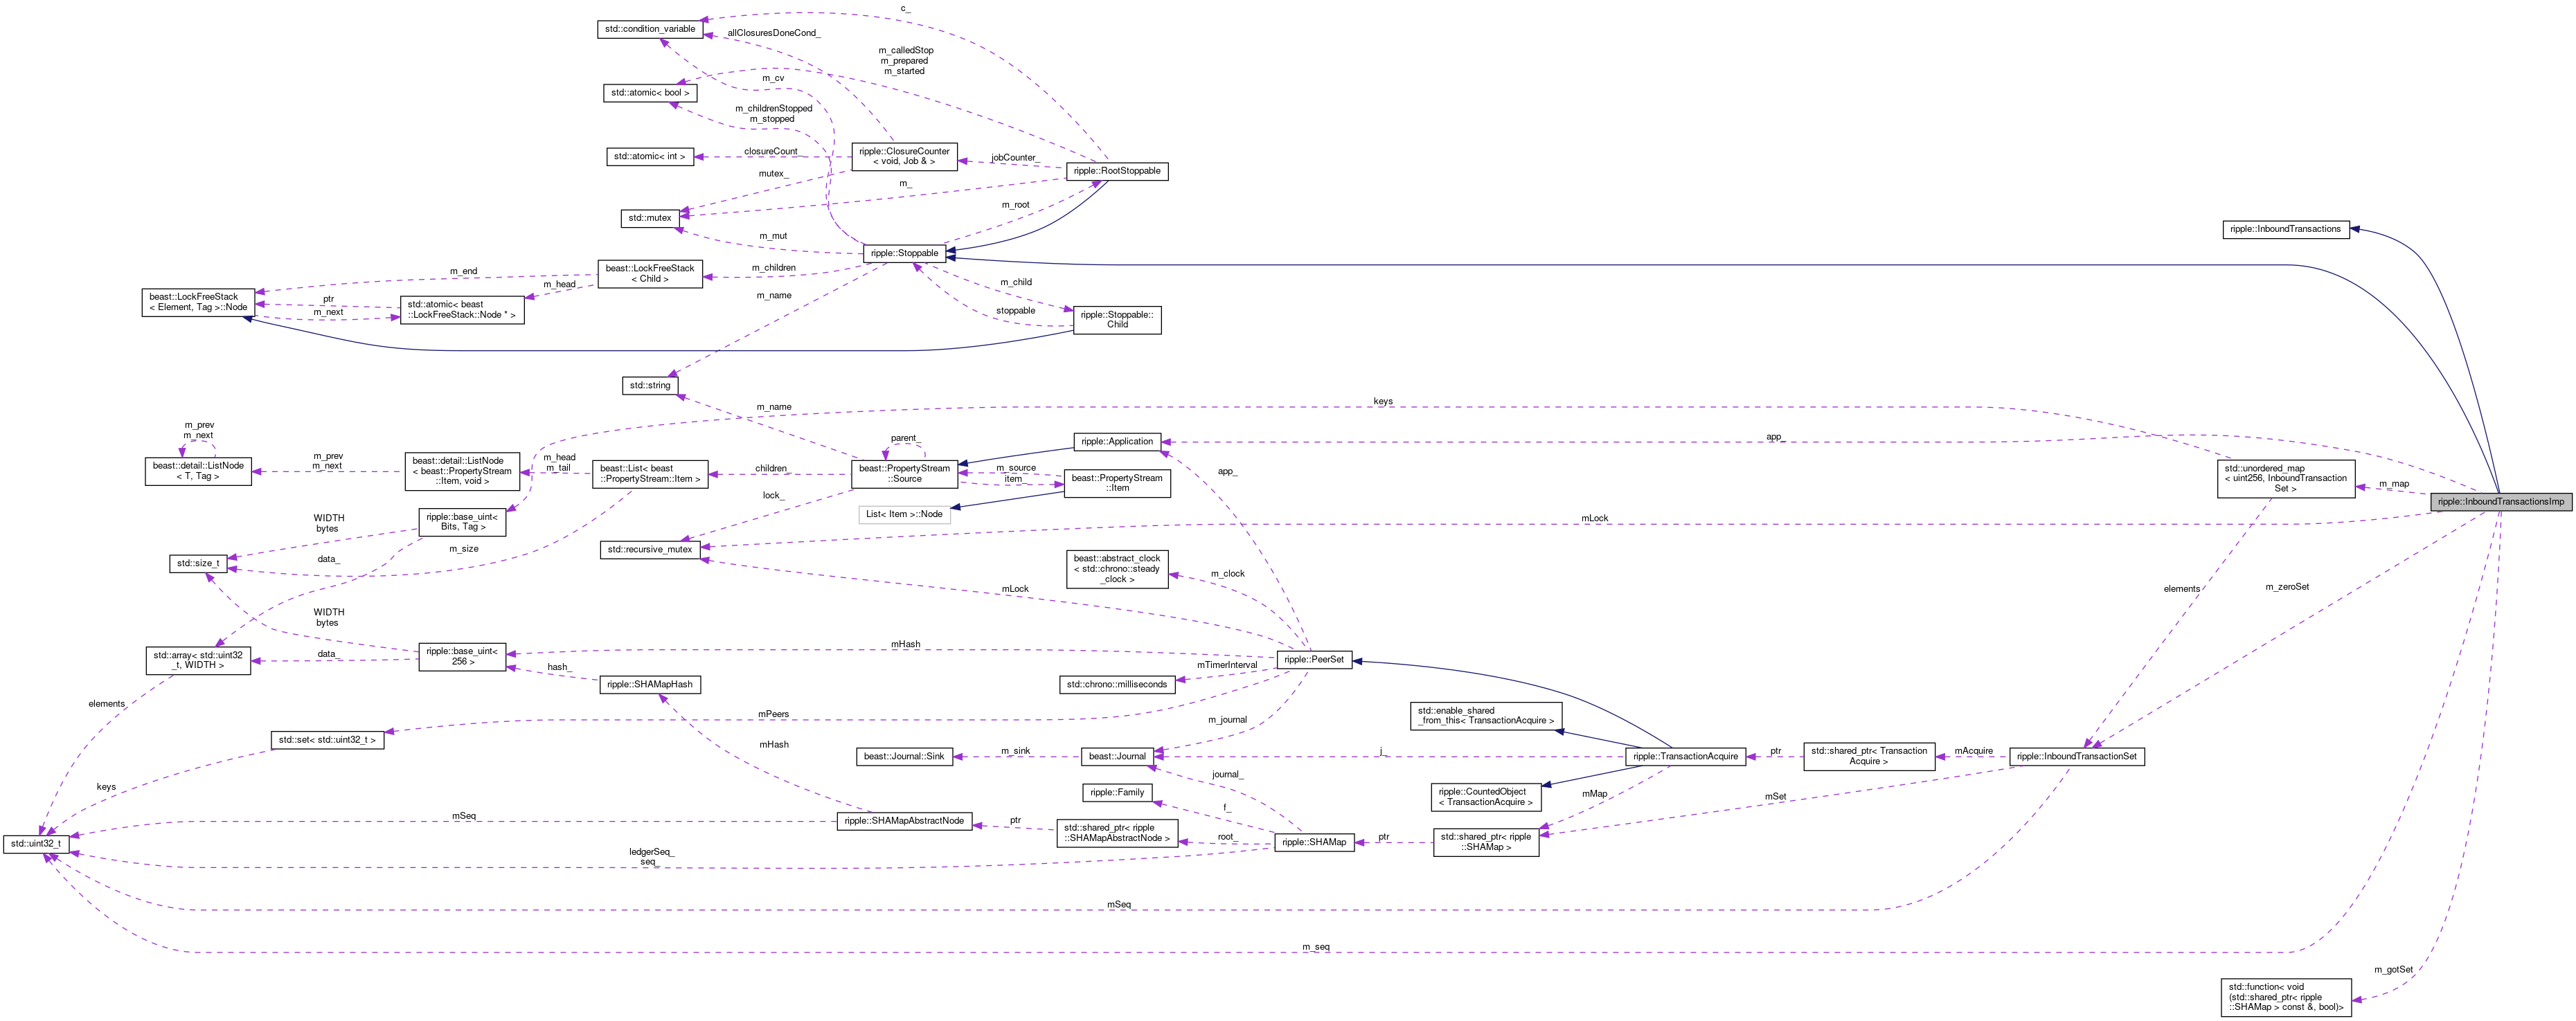 c_
std::condition_variable
allClosuresDoneCond_
m_calledStop
m_prepared
m_started
m_cv
std::atomic< bool >
m_childrenStopped
m_stopped
std::atomic< int >
closureCount_
ripple::ClosureCounter
< void, Job & >
jobCounter_
ripple::RootStoppable
mutex_
m_
std::mutex
m_root
m_mut
ripple::InboundTransactions
ripple::Stoppable
beast::LockFreeStack
< Child >
m_children
m_end
m_head
m_child
beast::LockFreeStack
< Element, Tag >::Node
ptr
m_next
std::atomic< beast
::LockFreeStack::Node * >
m_name
stoppable
ripple::Stoppable::
Child
std::string
m_name
keys
m_prev
m_next
parent_
ripple::Application
app_
beast::detail::ListNode
< T, Tag >
m_prev
m_next
beast::detail::ListNode
< beast::PropertyStream
::Item, void >
m_head
m_tail
beast::List< beast
::PropertyStream::Item >
children_
beast::PropertyStream
::Source
m_source
item_
beast::PropertyStream
::Item
app_
std::unordered_map
< uint256, InboundTransaction
Set >
m_map
ripple::InboundTransactionsImp
lock_
List< Item >::Node
ripple::base_uint<
Bits, Tag >
WIDTH
bytes
mLock
m_size
std::recursive_mutex
std::size_t
data_
beast::abstract_clock
< std::chrono::steady
_clock >
m_clock
mLock
elements
m_zeroSet
WIDTH
bytes
mHash
std::array< std::uint32
_t, WIDTH >
data_
ripple::base_uint<
256 >
hash_
ripple::PeerSet
mTimerInterval
ripple::SHAMapHash
std::chrono::milliseconds
elements
mPeers
m_journal
std::enable_shared
_from_this< TransactionAcquire >
std::set< std::uint32_t >
mHash
beast::Journal::Sink
m_sink
beast::Journal
j_
ripple::TransactionAcquire
ptr
std::shared_ptr< Transaction
Acquire >
mAcquire
ripple::InboundTransactionSet
keys
journal_
ripple::Family
ripple::CountedObject
< TransactionAcquire >
mMap
mSet
f_
mSeq
ripple::SHAMapAbstractNode
ptr
std::shared_ptr< ripple
::SHAMapAbstractNode >
root_
ripple::SHAMap
ptr
std::shared_ptr< ripple
::SHAMap >
std::uint32_t
ledgerSeq_
seq_
mSeq
m_seq
m_gotSet
std::function< void
(std::shared_ptr< ripple
::SHAMap > const &, bool)>